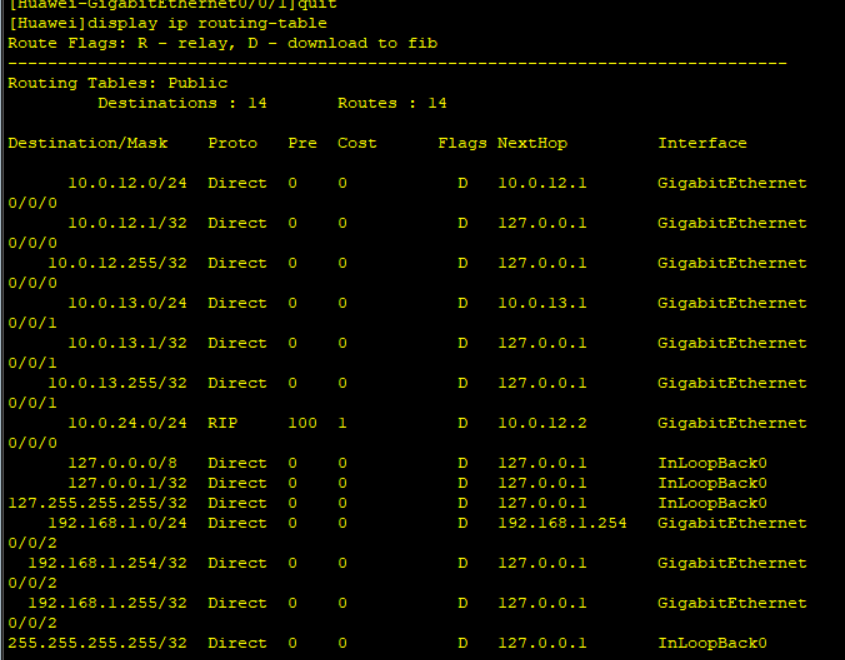 [Huawei-GigabitEthernet0/0/1]quit
[Huawei]display ip routing-table
Route Flags: R - relay, D - download to fib
------------------------------------------------------------------------------
Routing Tables: Public
         Destinations : 14       Routes : 14

Destination/Mask    Proto   Pre  Cost      Flags NextHop         Interface

      10.0.12.0/24  Direct  0    0           D   10.0.12.1       GigabitEthernet
0/0/0
      10.0.12.1/32  Direct  0    0           D   127.0.0.1       GigabitEthernet
0/0/0
    10.0.12.255/32  Direct  0    0           D   127.0.0.1       GigabitEthernet
0/0/0
      10.0.13.0/24  Direct  0    0           D   10.0.13.1       GigabitEthernet
0/0/1
      10.0.13.1/32  Direct  0    0           D   127.0.0.1       GigabitEthernet
0/0/1
    10.0.13.255/32  Direct  0    0           D   127.0.0.1       GigabitEthernet
0/0/1
      10.0.24.0/24  RIP     100  1           D   10.0.12.2       GigabitEthernet
0/0/0
      127.0.0.0/8   Direct  0    0           D   127.0.0.1       InLoopBack0
      127.0.0.1/32  Direct  0    0           D   127.0.0.1       InLoopBack0
127.255.255.255/32  Direct  0    0           D   127.0.0.1       InLoopBack0
    192.168.1.0/24  Direct  0    0           D   192.168.1.254   GigabitEthernet
0/0/2
  192.168.1.254/32  Direct  0    0           D   127.0.0.1       GigabitEthernet
0/0/2
  192.168.1.255/32  Direct  0    0           D   127.0.0.1       GigabitEthernet
0/0/2
255.255.255.255/32  Direct  0    0           D   127.0.0.1       InLoopBack0